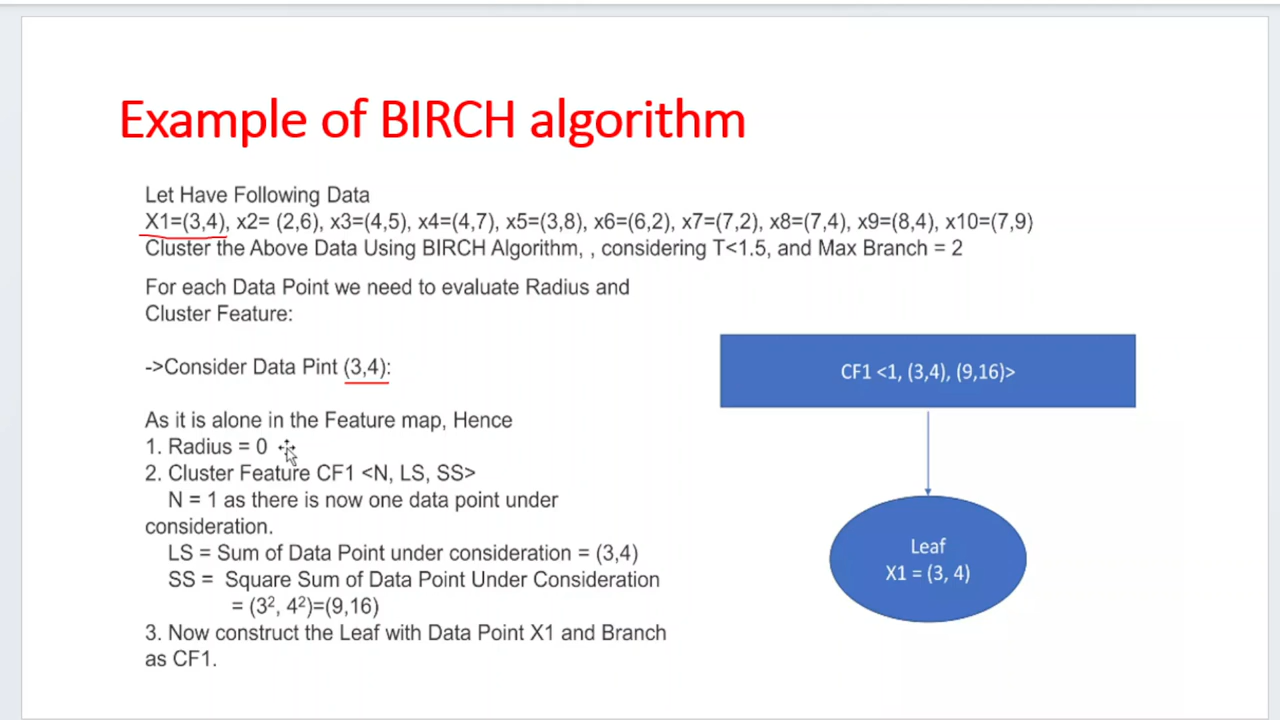 Example of BIRCH algorithm
Let Have Following Data
X1=(3,4), x2= (2,6), x3=(4,5), x4=(4,7), x5=(3,8), x6=(6,2), x7=(7,2), x8=(7,4), x9=(8,4), x10=(7,9)
Cluster the Above Data Using BIRCH Algorithm, , considering T<1.5, and Max Branch = 2
For each Data Point we need to evaluate Radius and
Cluster Feature:
->Consider Data Pint (3,4):
As it is alone in the Feature map, Hence
1. Radius = 0
2. Cluster Feature CF1 <N, LS, SS>
N = 1 as there is now one data point under
consideration.
LS = Sum of Data Point under consideration = (3,4)
SS = Square Sum of Data Point Under Consideration
= (3², 4²)=(9,16)
3. Now construct the Leaf with Data Point X1 and Branch
as CF1.
CF1 <1, (3,4), (9,16)>
Leaf
X1 = (3, 4)